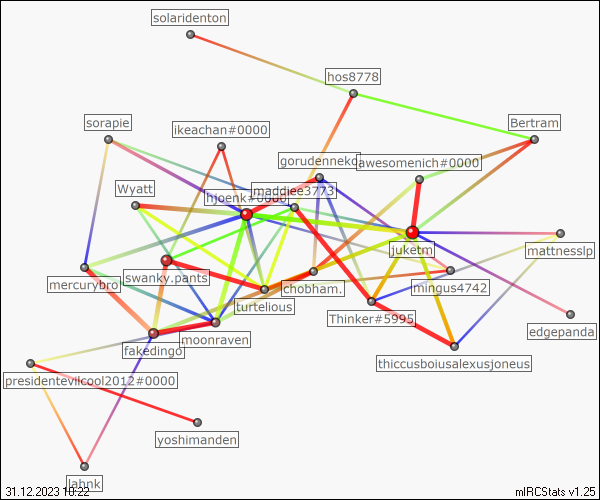 solaridenton
hos8778
Bertram
sorapie
ikeachan#0000
gorudennekc
awesomenich#0000
Wyatt
hjoenk#0000
maddiee3773
juketm
mattnesslp
mercurybro
swanky.pants
chobham.
mingus4742
turtelious
Thinker#5995
edgepanda
fakedingo
moonraven
thiccusboiusalexusjoneus
presidentevilcool2012#0000
yoshimanden
lahnk
31.12.2023 10:22
mIRCStats v1.25